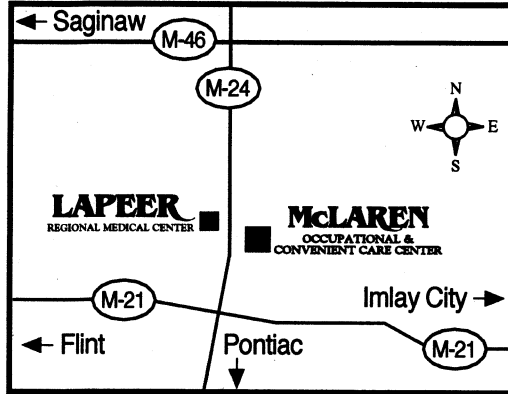 ← Saginaw
M-46
M-24
N
W E
S
LAPEER
REGIONAL MEDICAL CENTER
McLAREN
OCCUPATIONAL &
CONVENIENT CARE CENTER
M-21
Imlay City →
← Flint
Pontiac
↓
M-21